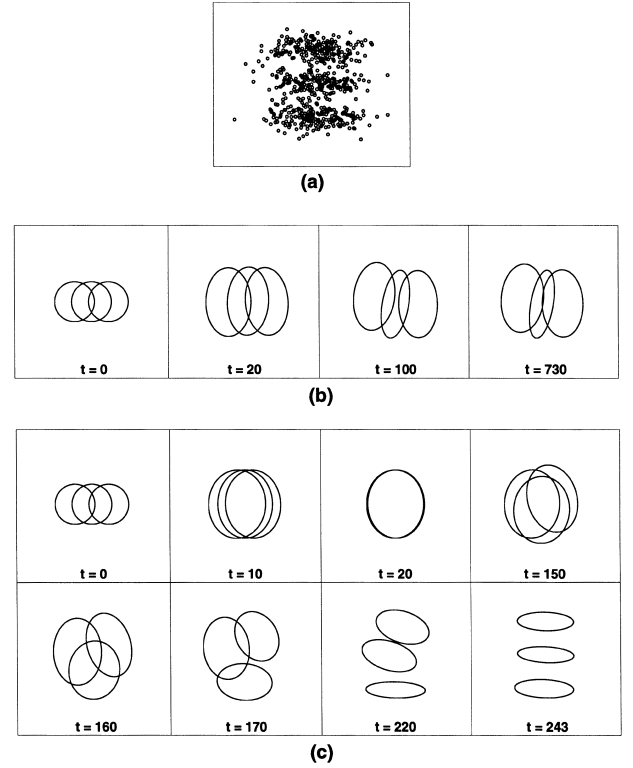 (a)
t = 0 t = 20 t = 100 t = 730
(b)
t = 0 t = 10 t = 20 t = 150
t = 160 t = 170 t = 220 t = 243
(c)